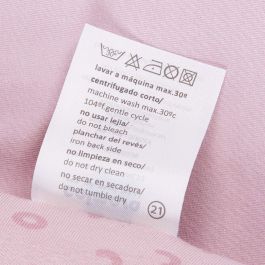 lavar a máquina max.30º
centrifugado corto/
machine wash max.30ºc
104ºf gentle cycle
no usar lejía/
do not bleach
planchar del revés/
iron back side
no limpieza en seco/
do not dry clean
no secar en secadora/
do not tumble dry
21